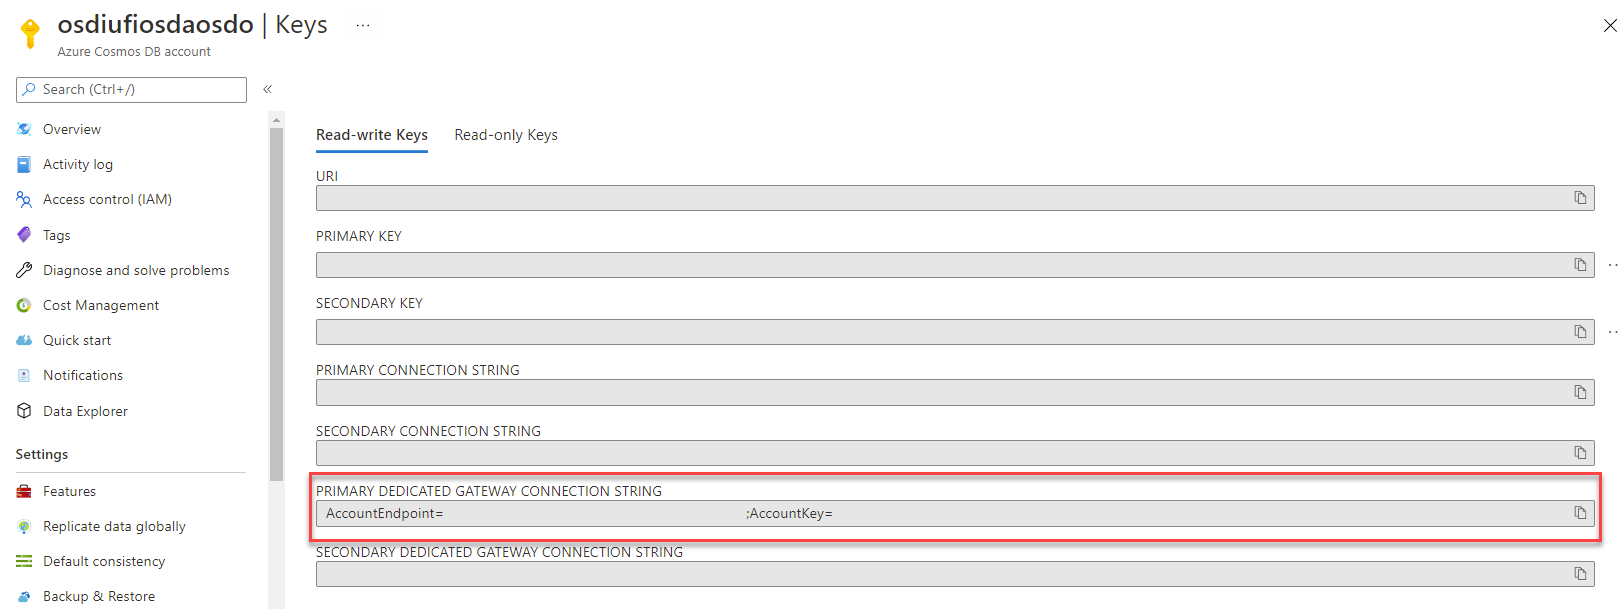 osdiufiosdaosdo | Keys ...
Azure Cosmos DB account
Search (Ctrl+/)
«
Overview
Activity log
Access control (IAM)
Tags
Diagnose and solve problems
Cost Management
Quick start
Notifications
Data Explorer
Settings
Features
Replicate data globally
Default consistency
Backup & Restore
Read-write Keys
Read-only Keys
URI
PRIMARY KEY
SECONDARY KEY
PRIMARY CONNECTION STRING
SECONDARY CONNECTION STRING
PRIMARY DEDICATED GATEWAY CONNECTION STRING
AccountEndpoint= ;AccountKey=
SECONDARY DEDICATED GATEWAY CONNECTION STRING